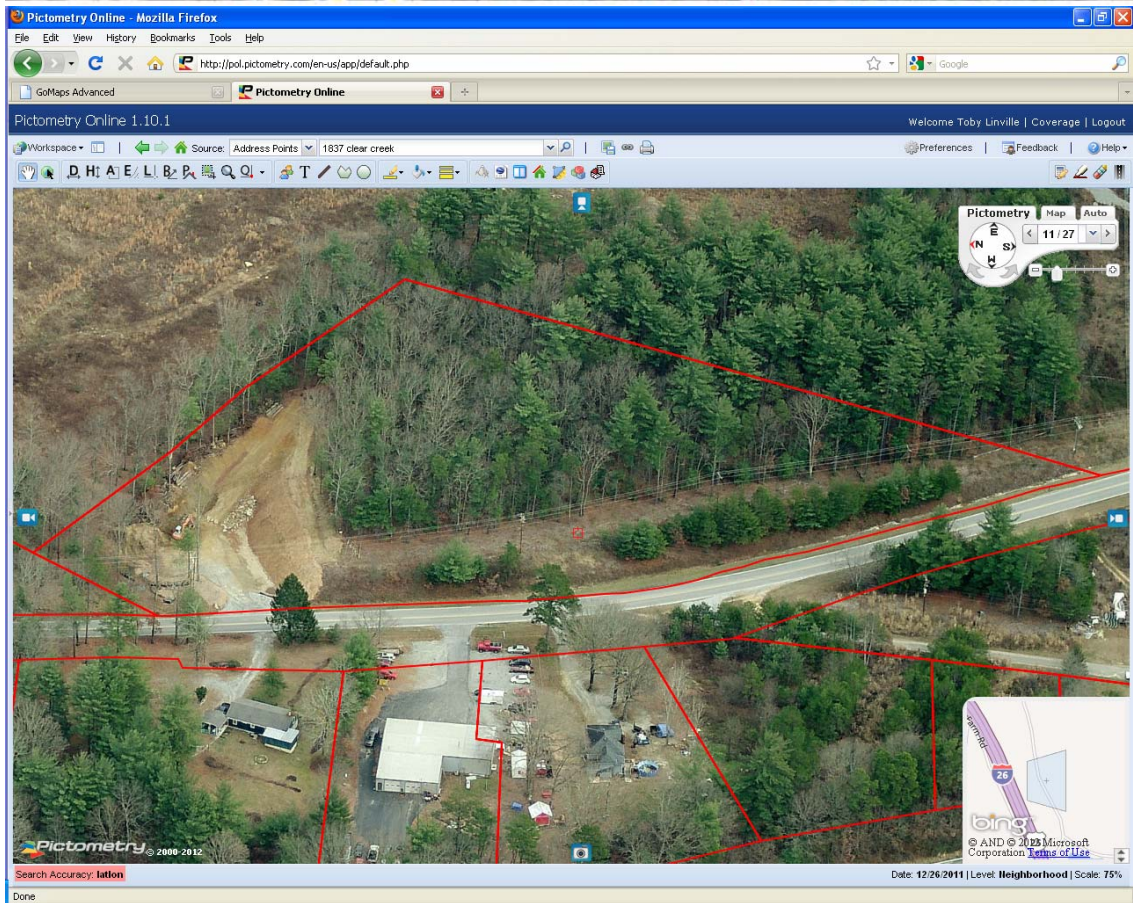 Pictometry Online - Mozilla Firefox
File Edit View History Bookmarks Tools Help
http://pol.pictometry.com/en-us/app/default.php
Google
GoMaps Advanced
Pictometry Online
Pictometry Online 1.10.1
Welcome Toby Linville | Coverage | Logout
Workspace
Source: Address Points 1837 clear creek
Preferences | Feedback | Help
Pictometry Map Auto
11/27
E
N S
W
Farm Rd
26
bing
© AND © Microsoft
Corporation Terms of Use
Pictometry © 2000-2012
Search Accuracy: latlon
Date: 12/26/2011 | Level: Neighborhood | Scale: 75%
Done